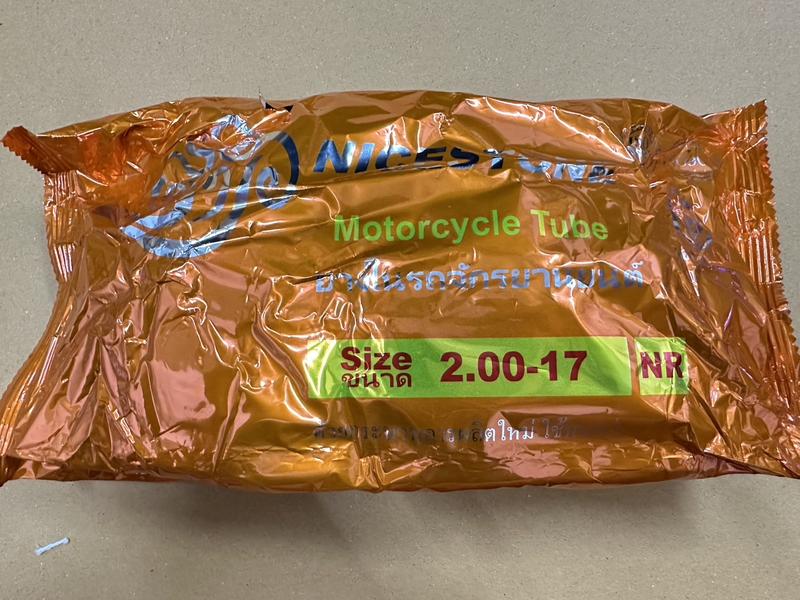 NICESTONE
Motorcycle Tube
ยางในรถจักรยานยนต์
Size 2.00-17 NR
ขนาด